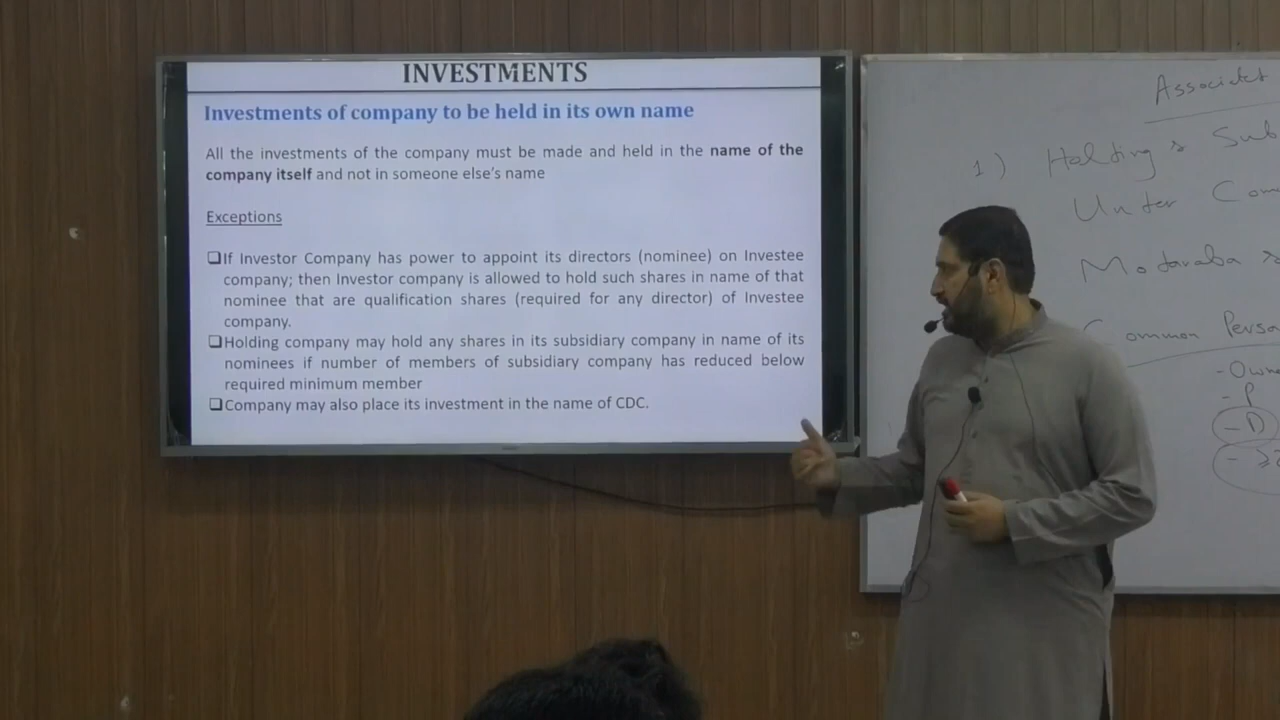 INVESTMENTS
Investments of company to be held in its own name
All the investments of the company must be made and held in the name of the
company itself and not in someone else's name
Exceptions
If Investor Company has power to appoint its directors (nominee) on Investee
company; then Investor company is allowed to hold such shares in name of that
nominee that are qualification shares (required for any director) of Investee
company.
Holding company may hold any shares in its subsidiary company in name of its
nominees if number of members of subsidiary company has reduced below
required minimum member
Company may also place its investment in the name of CDC.
1) Holding
Under
Common
- P
- D